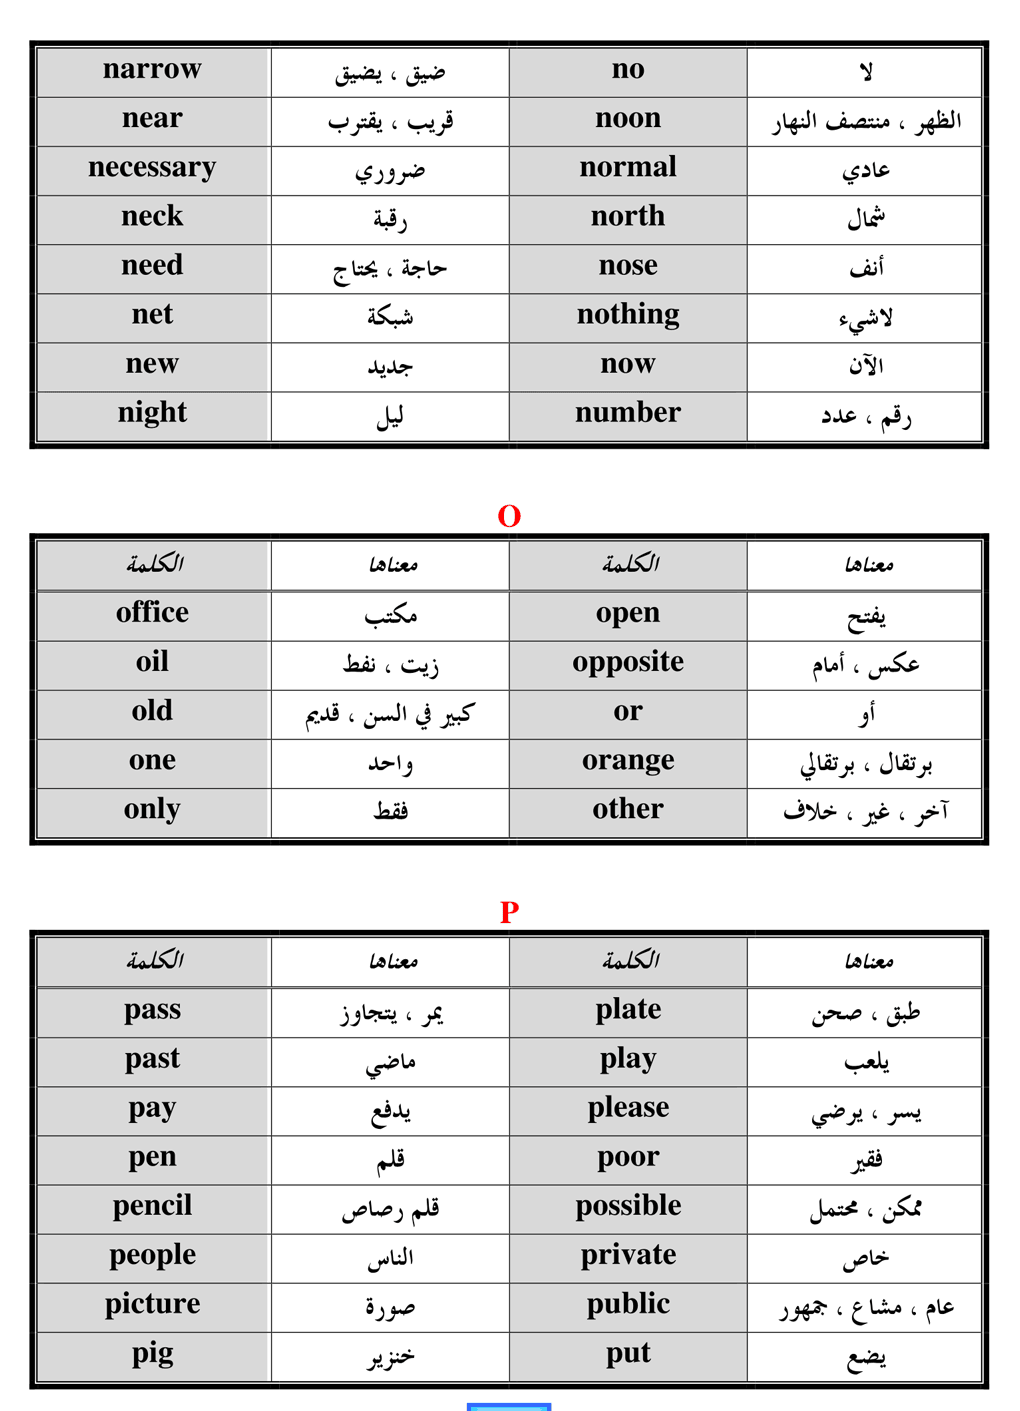 narrow ضيق ، يضيق no لا
near قريب ، يقترب noon الظهر ، منتصف النهار
necessary ضروري normal عادي
neck رقبة north شمال
need حاجة ، يحتاج nose أنف
net شبكة nothing لاشيء
new جديد now الآن
night ليل number رقم ، عدد
O
الكلمة معناها الكلمة معناها
office مكتب open يفتح
oil زيت ، نفط opposite عكس ، أمام
old كبير في السن ، قديم or أو
one واحد orange برتقال ، برتقالي
only فقط other آخر ، غير ، خلاف
P
الكلمة معناها الكلمة معناها
pass يمر ، يتجاوز plate طبق ، صحن
past ماضي play يلعب
pay يدفع please يسر ، يرضي
pen قلم poor فقير
pencil قلم رصاص possible ممكن ، محتمل
people الناس private خاص
picture صورة public عام ، مشاع ، جمهور
pig خنزير put يضع